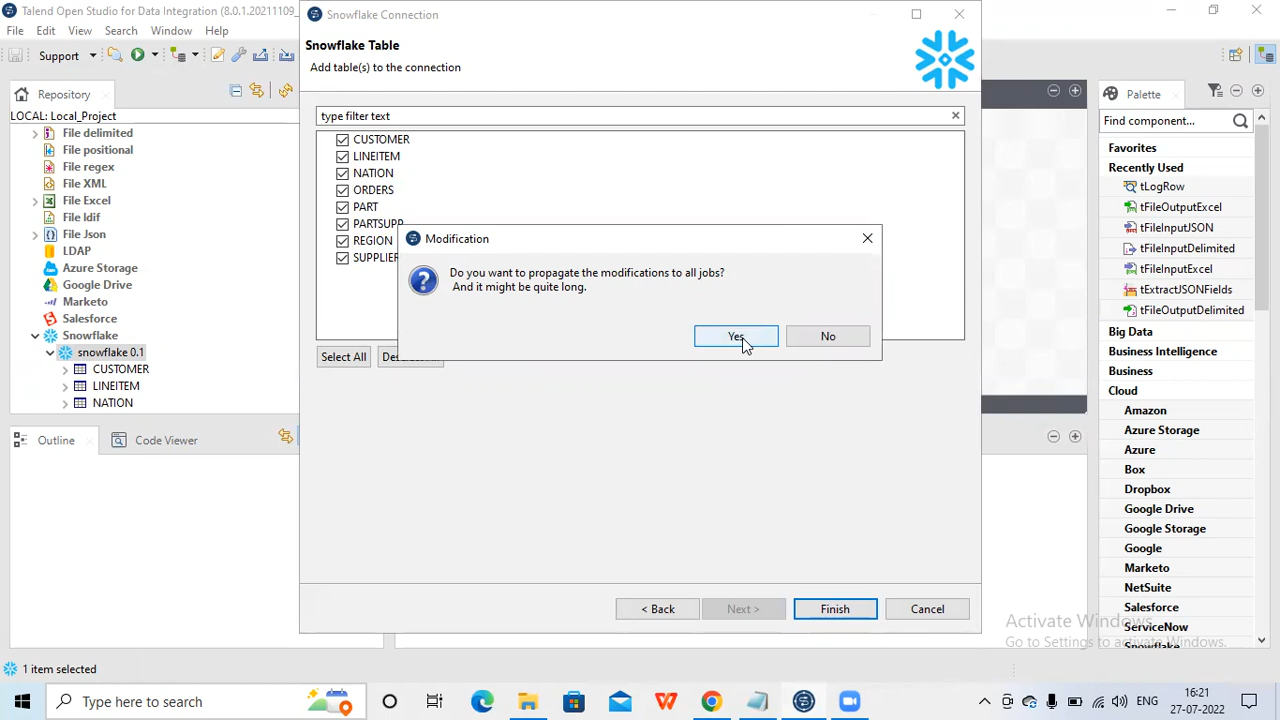 Talend Open Studio for Data Integration (8.0.1.20211109_
File Edit View Search Window Help
Support
Repository
LOCAL: Local_Project
File delimited
File positional
File regex
File XML
File Excel
File ldif
File Json
LDAP
Azure Storage
Google Drive
Marketo
Salesforce
Snowflake
snowflake 0.1
CUSTOMER
LINEITEM
NATION
Outline
Code Viewer
1 item selected
Snowflake Connection
Snowflake Table
Add table(s) to the connection
type filter text
CUSTOMER
LINEITEM
NATION
ORDERS
PART
PARTSUPP
REGION
SUPPLIER
Select All
Modification
Do you want to propagate the modifications to all jobs?
And it might be quite long.
Yes
No
< Back
Next >
Finish
Cancel
Palette
Find component...
Favorites
Recently Used
tLogRow
tFileOutputExcel
tFileInputJSON
tFileInputDelimited
tFileInputExcel
tExtractJSONFields
tFileOutputDelimited
Big Data
Business Intelligence
Business
Cloud
Amazon
Azure Storage
Azure
Box
Dropbox
Google Drive
Google Storage
Google
Marketo
NetSuite
Salesforce
ServiceNow
Snowflake
Activate Windows
Go to Settings to activate Windows.
Type here to search
ENG
16:21
27-07-2022